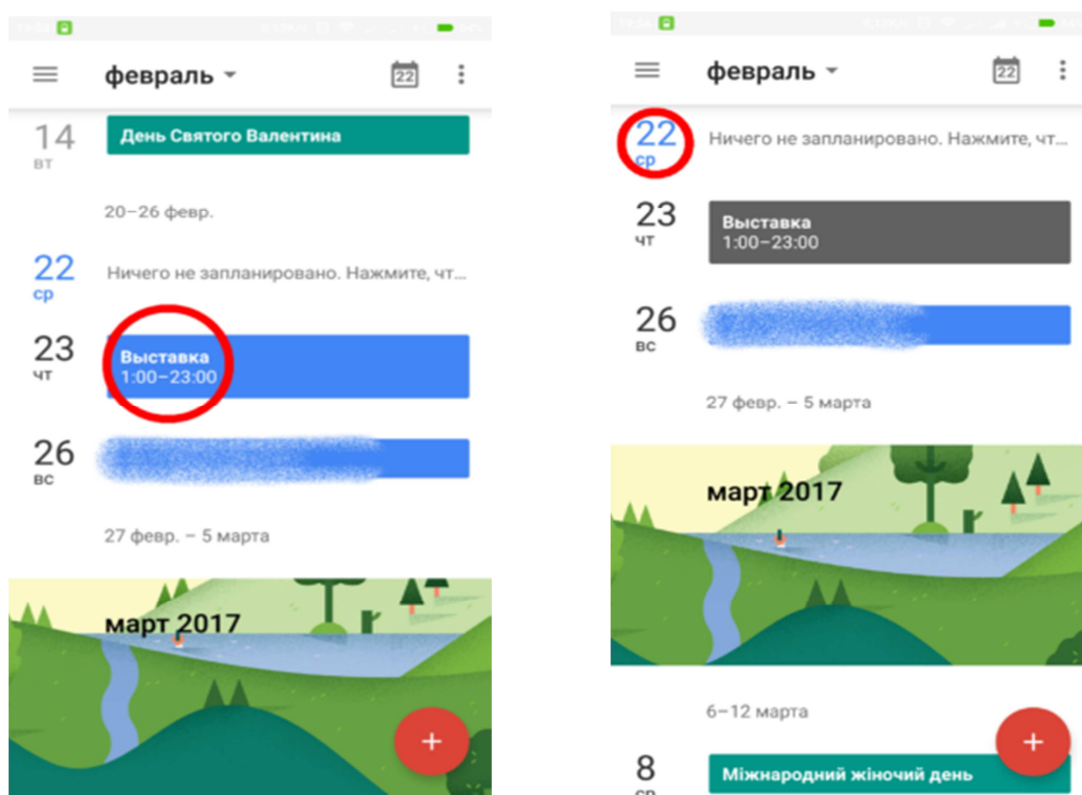 февраль
22
14
вт
День Святого Валентина
20–26 февр.
22
ср
Ничего не запланировано. Нажмите, чт...
23
чт
Выставка
1:00–23:00
26
вс
27 февр. – 5 марта
март 2017
+
февраль
22
22
ср
Ничего не запланировано. Нажмите, чт...
23
чт
Выставка
1:00–23:00
26
вс
27 февр. – 5 марта
март 2017
6–12 марта
+
8
ср
Міжнародний жіночий день